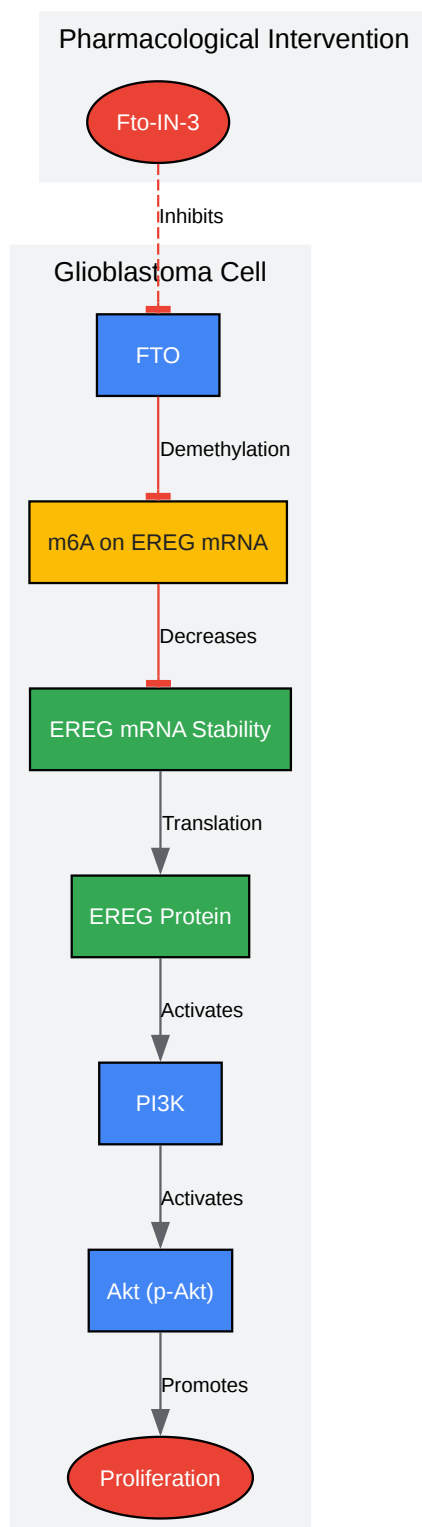 Pharmacological Intervention
Fto-IN-3
Inhibits
Glioblastoma Cell
FTO
Demethylation
m6A on EREG mRNA
Decreases
EREG mRNA Stability
Translation
EREG Protein
Activates
PI3K
Activates
Akt (p-Akt)
Promotes
Proliferation